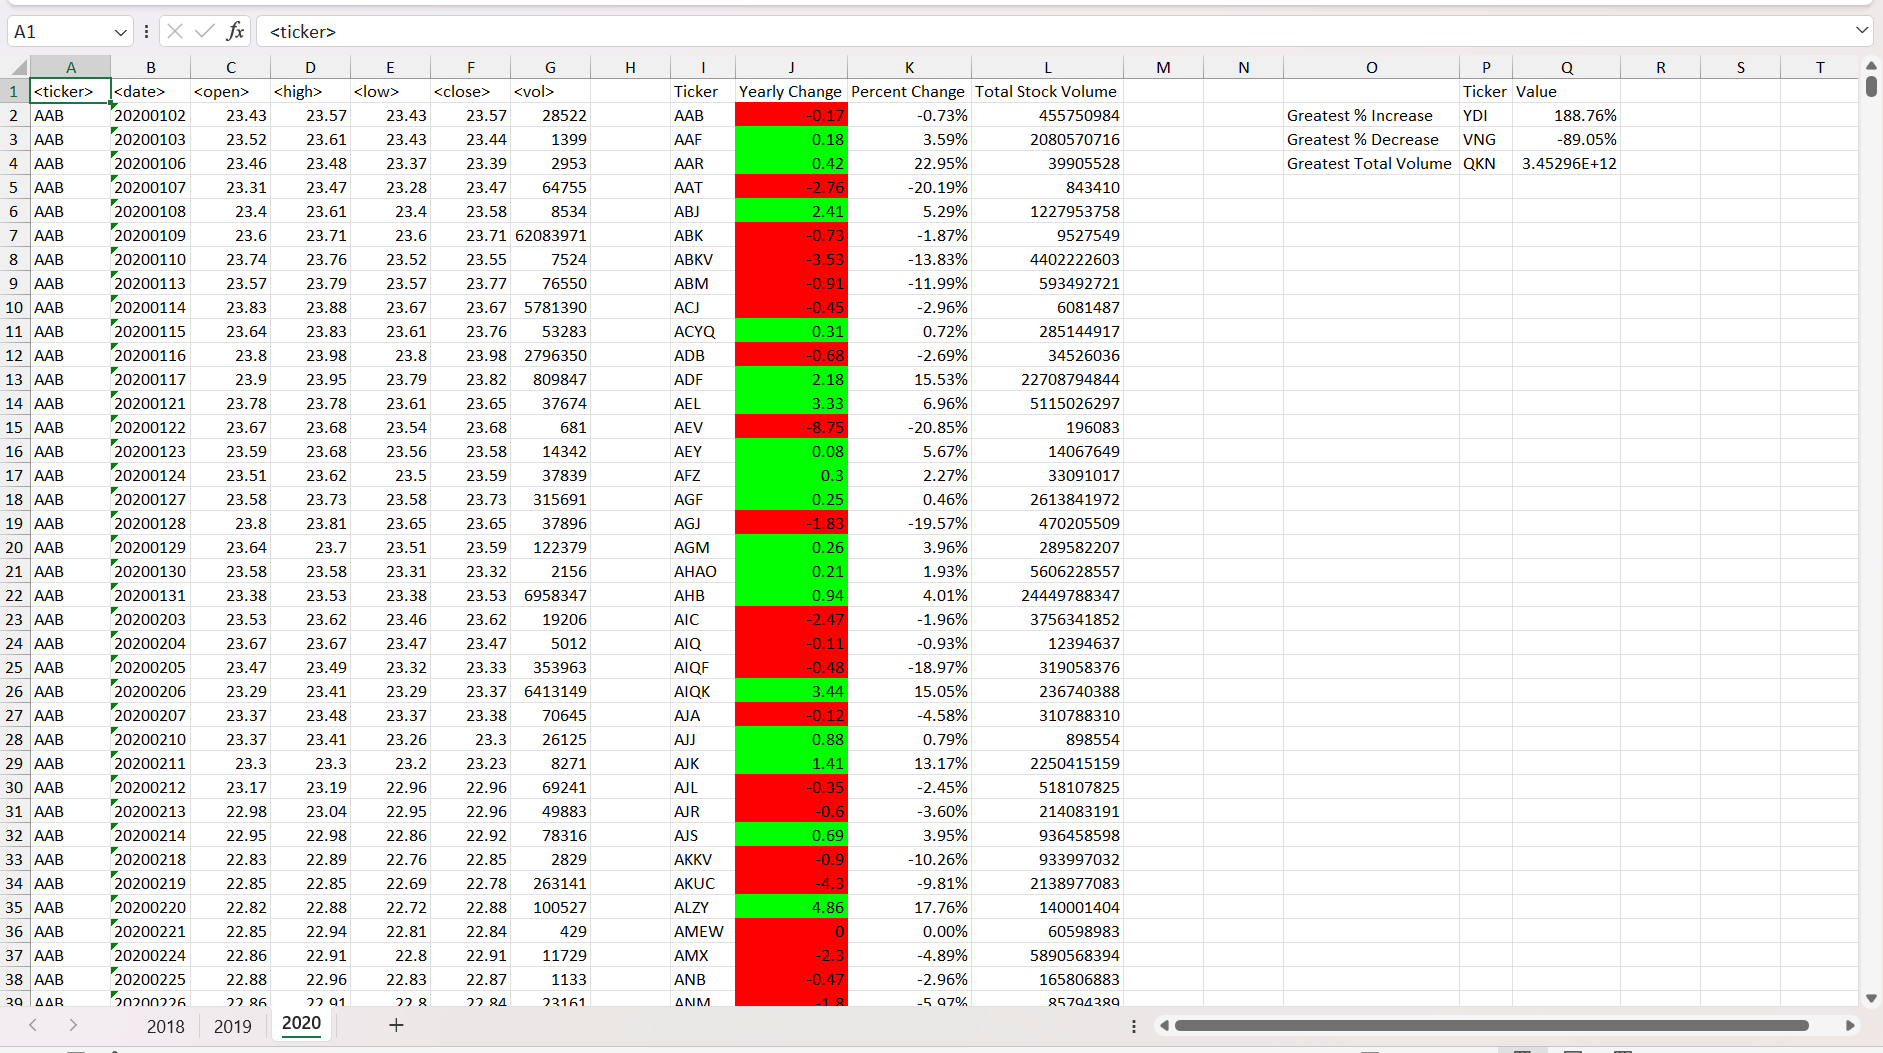 A1 fx <ticker>
A B C D E F G H I J K L M N O P Q R S T
1 <ticker> <date> <open> <high> <low> <close> <vol> Ticker Yearly Change Percent Change Total Stock Volume Ticker Value
2 AAB 20200102 23.43 23.57 23.43 23.57 28522 AAB -0.17 -0.73% 455750984 Greatest % Increase YDI 188.76%
3 AAB 20200103 23.52 23.61 23.43 23.44 1399 AAF 0.18 3.59% 2080570716 Greatest % Decrease VNG -89.05%
4 AAB 20200106 23.46 23.48 23.37 23.39 2953 AAR 0.42 22.95% 39905528 Greatest Total Volume QKN 3.45296E+12
5 AAB 20200107 23.31 23.47 23.28 23.47 64755 AAT -2.76 -20.19% 843410
6 AAB 20200108 23.4 23.61 23.4 23.58 8534 ABJ 2.41 5.29% 1227953758
7 AAB 20200109 23.6 23.71 23.6 23.71 62083971 ABK -0.73 -1.87% 9527549
8 AAB 20200110 23.74 23.76 23.52 23.55 7524 ABKV -3.53 -13.83% 4402222603
9 AAB 20200113 23.57 23.79 23.57 23.77 76550 ABM -0.91 -11.99% 593492721
10 AAB 20200114 23.83 23.88 23.67 23.67 5781390 ACJ -0.45 -2.96% 6081487
11 AAB 20200115 23.64 23.83 23.61 23.76 53283 ACYQ 0.31 0.72% 285144917
12 AAB 20200116 23.8 23.98 23.8 23.98 2796350 ADB -0.68 -2.69% 34526036
13 AAB 20200117 23.9 23.95 23.79 23.82 809847 ADF 2.18 15.53% 22708794844
14 AAB 20200121 23.78 23.78 23.61 23.65 37674 AEL 3.33 6.96% 5115026297
15 AAB 20200122 23.67 23.68 23.54 23.68 681 AEV -8.75 -20.85% 196083
16 AAB 20200123 23.59 23.68 23.56 23.58 14342 AEY 0.08 5.67% 14067649
17 AAB 20200124 23.51 23.62 23.5 23.59 37839 AFZ 0.3 2.27% 33091017
18 AAB 20200127 23.58 23.73 23.58 23.73 315691 AGF 0.25 0.46% 2613841972
19 AAB 20200128 23.8 23.81 23.65 23.65 37896 AGJ -1.83 -19.57% 470205509
20 AAB 20200129 23.64 23.7 23.51 23.59 122379 AGM 0.26 3.96% 289582207
21 AAB 20200130 23.58 23.58 23.31 23.32 2156 AHAO 0.21 1.93% 5606228557
22 AAB 20200131 23.38 23.53 23.38 23.53 6958347 AHB 0.94 4.01% 24449788347
23 AAB 20200203 23.53 23.62 23.46 23.62 19206 AIC -2.47 -1.96% 3756341852
24 AAB 20200204 23.67 23.67 23.47 23.47 5012 AIQ -0.11 -0.93% 12394637
25 AAB 20200205 23.47 23.49 23.32 23.33 353963 AIQF -0.48 -18.97% 319058376
26 AAB 20200206 23.29 23.41 23.29 23.37 6413149 AIQK 3.44 15.05% 236740388
27 AAB 20200207 23.37 23.48 23.37 23.38 70645 AJA -0.12 -4.58% 310788310
28 AAB 20200210 23.37 23.41 23.26 23.3 26125 AJJ 0.88 0.79% 898554
29 AAB 20200211 23.3 23.3 23.2 23.23 8271 AJK 1.41 13.17% 2250415159
30 AAB 20200212 23.17 23.19 22.96 22.96 69241 AJL -0.35 -2.45% 518107825
31 AAB 20200213 22.98 23.04 22.95 22.96 49883 AJR -0.6 -3.60% 214083191
32 AAB 20200214 22.95 22.98 22.86 22.92 78316 AJS 0.69 3.95% 936458598
33 AAB 20200218 22.83 22.89 22.76 22.85 2829 AKKV -0.9 -10.26% 933997032
34 AAB 20200219 22.85 22.85 22.69 22.78 263141 AKUC -4.3 -9.81% 2138977083
35 AAB 20200220 22.82 22.88 22.72 22.88 100527 ALZY 4.86 17.76% 140001404
36 AAB 20200221 22.85 22.94 22.81 22.84 429 AMEW 0 0.00% 60598983
37 AAB 20200224 22.86 22.91 22.8 22.91 11729 AMX -2.3 -4.89% 5890568394
38 AAB 20200225 22.88 22.96 22.83 22.87 1133 ANB -0.47 -2.96% 165806883
39 AAB 20200226 22.86 22.91 22.8 22.84 23161 ANM -1.8 -5.97% 85794389
2018 2019 2020 +